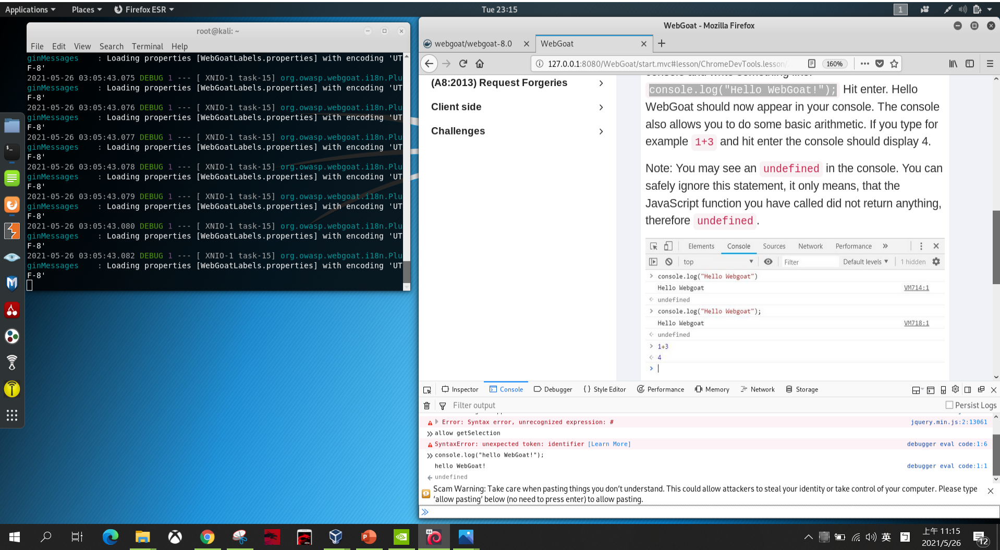 Applications
Places
Firefox ESR
Tue 23:15
1
root@kali: ~
File Edit View Search Terminal Help
ginMessages    : Loading properties [WebGoatLabels.properties] with encoding 'UT
F-8'
2021-05-26 03:05:43.075 DEBUG 1 --- [ XNIO-1 task-15] org.owasp.webgoat.i18n.Plu
ginMessages    : Loading properties [WebGoatLabels.properties] with encoding 'UT
F-8'
2021-05-26 03:05:43.076 DEBUG 1 --- [ XNIO-1 task-15] org.owasp.webgoat.i18n.Plu
ginMessages    : Loading properties [WebGoatLabels.properties] with encoding 'UT
F-8'
2021-05-26 03:05:43.077 DEBUG 1 --- [ XNIO-1 task-15] org.owasp.webgoat.i18n.Plu
ginMessages    : Loading properties [WebGoatLabels.properties] with encoding 'UT
F-8'
2021-05-26 03:05:43.078 DEBUG 1 --- [ XNIO-1 task-15] org.owasp.webgoat.i18n.Plu
ginMessages    : Loading properties [WebGoatLabels.properties] with encoding 'UT
F-8'
2021-05-26 03:05:43.079 DEBUG 1 --- [ XNIO-1 task-15] org.owasp.webgoat.i18n.Plu
ginMessages    : Loading properties [WebGoatLabels.properties] with encoding 'UT
F-8'
2021-05-26 03:05:43.080 DEBUG 1 --- [ XNIO-1 task-15] org.owasp.webgoat.i18n.Plu
ginMessages    : Loading properties [WebGoatLabels.properties] with encoding 'UT
F-8'
2021-05-26 03:05:43.082 DEBUG 1 --- [ XNIO-1 task-15] org.owasp.webgoat.i18n.Plu
ginMessages    : Loading properties [WebGoatLabels.properties] with encoding 'UT
F-8'
WebGoat - Mozilla Firefox
webgoat/webgoat-8.0
WebGoat
127.0.0.1:8080/WebGoat/start.mvc#lesson/ChromeDevTools.lesson/
160%
(A8:2013) Request Forgeries
Client side
Challenges
console and write something like:
console.log("Hello WebGoat!"); Hit enter. Hello
WebGoat should now appear in your console. The console
also allows you to do some basic arithmetic. If you type for
example 1+3 and hit enter the console should display 4.
Note: You may see an undefined in the console. You can
safely ignore this statement, it only means, that the
JavaScript function you have called did not return anything,
therefore undefined.
Elements Console Sources Network Performance »
top Filter Default levels 1 hidden
> console.log("Hello Webgoat")
Hello Webgoat VM714:1
undefined
> console.log("Hello Webgoat");
Hello Webgoat VM718:1
undefined
> 1+3
4
>
Inspector Console Debugger {} Style Editor Performance Memory Network Storage
Filter output
Persist Logs
Error: Syntax error, unrecognized expression: # jquery.min.js:2:13061
» allow getSelection
SyntaxError: unexpected token: identifier [Learn More] debugger eval code:1:6
» console.log("hello WebGoat!");
hello WebGoat! debugger eval code:1:1
undefined
Scam Warning: Take care when pasting things you don’t understand. This could allow attackers to steal your identity or take control of your computer. Please type
‘allow pasting’ below (no need to press enter) to allow pasting.
»
64
英
上午 11:15
2021/5/26
12